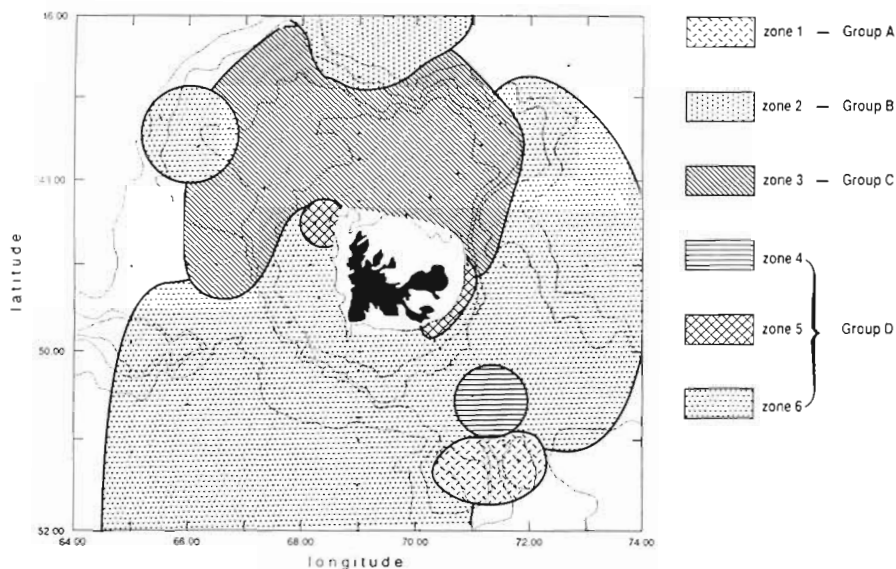 16 00
41 00
50 00
52 00
latitude
64 00
66 00
68 00
70 00
72 00
74 00
longitude
zone 1 — Group A
zone 2 — Group B
zone 3 — Group C
zone 4
zone 5
Group D
zone 6